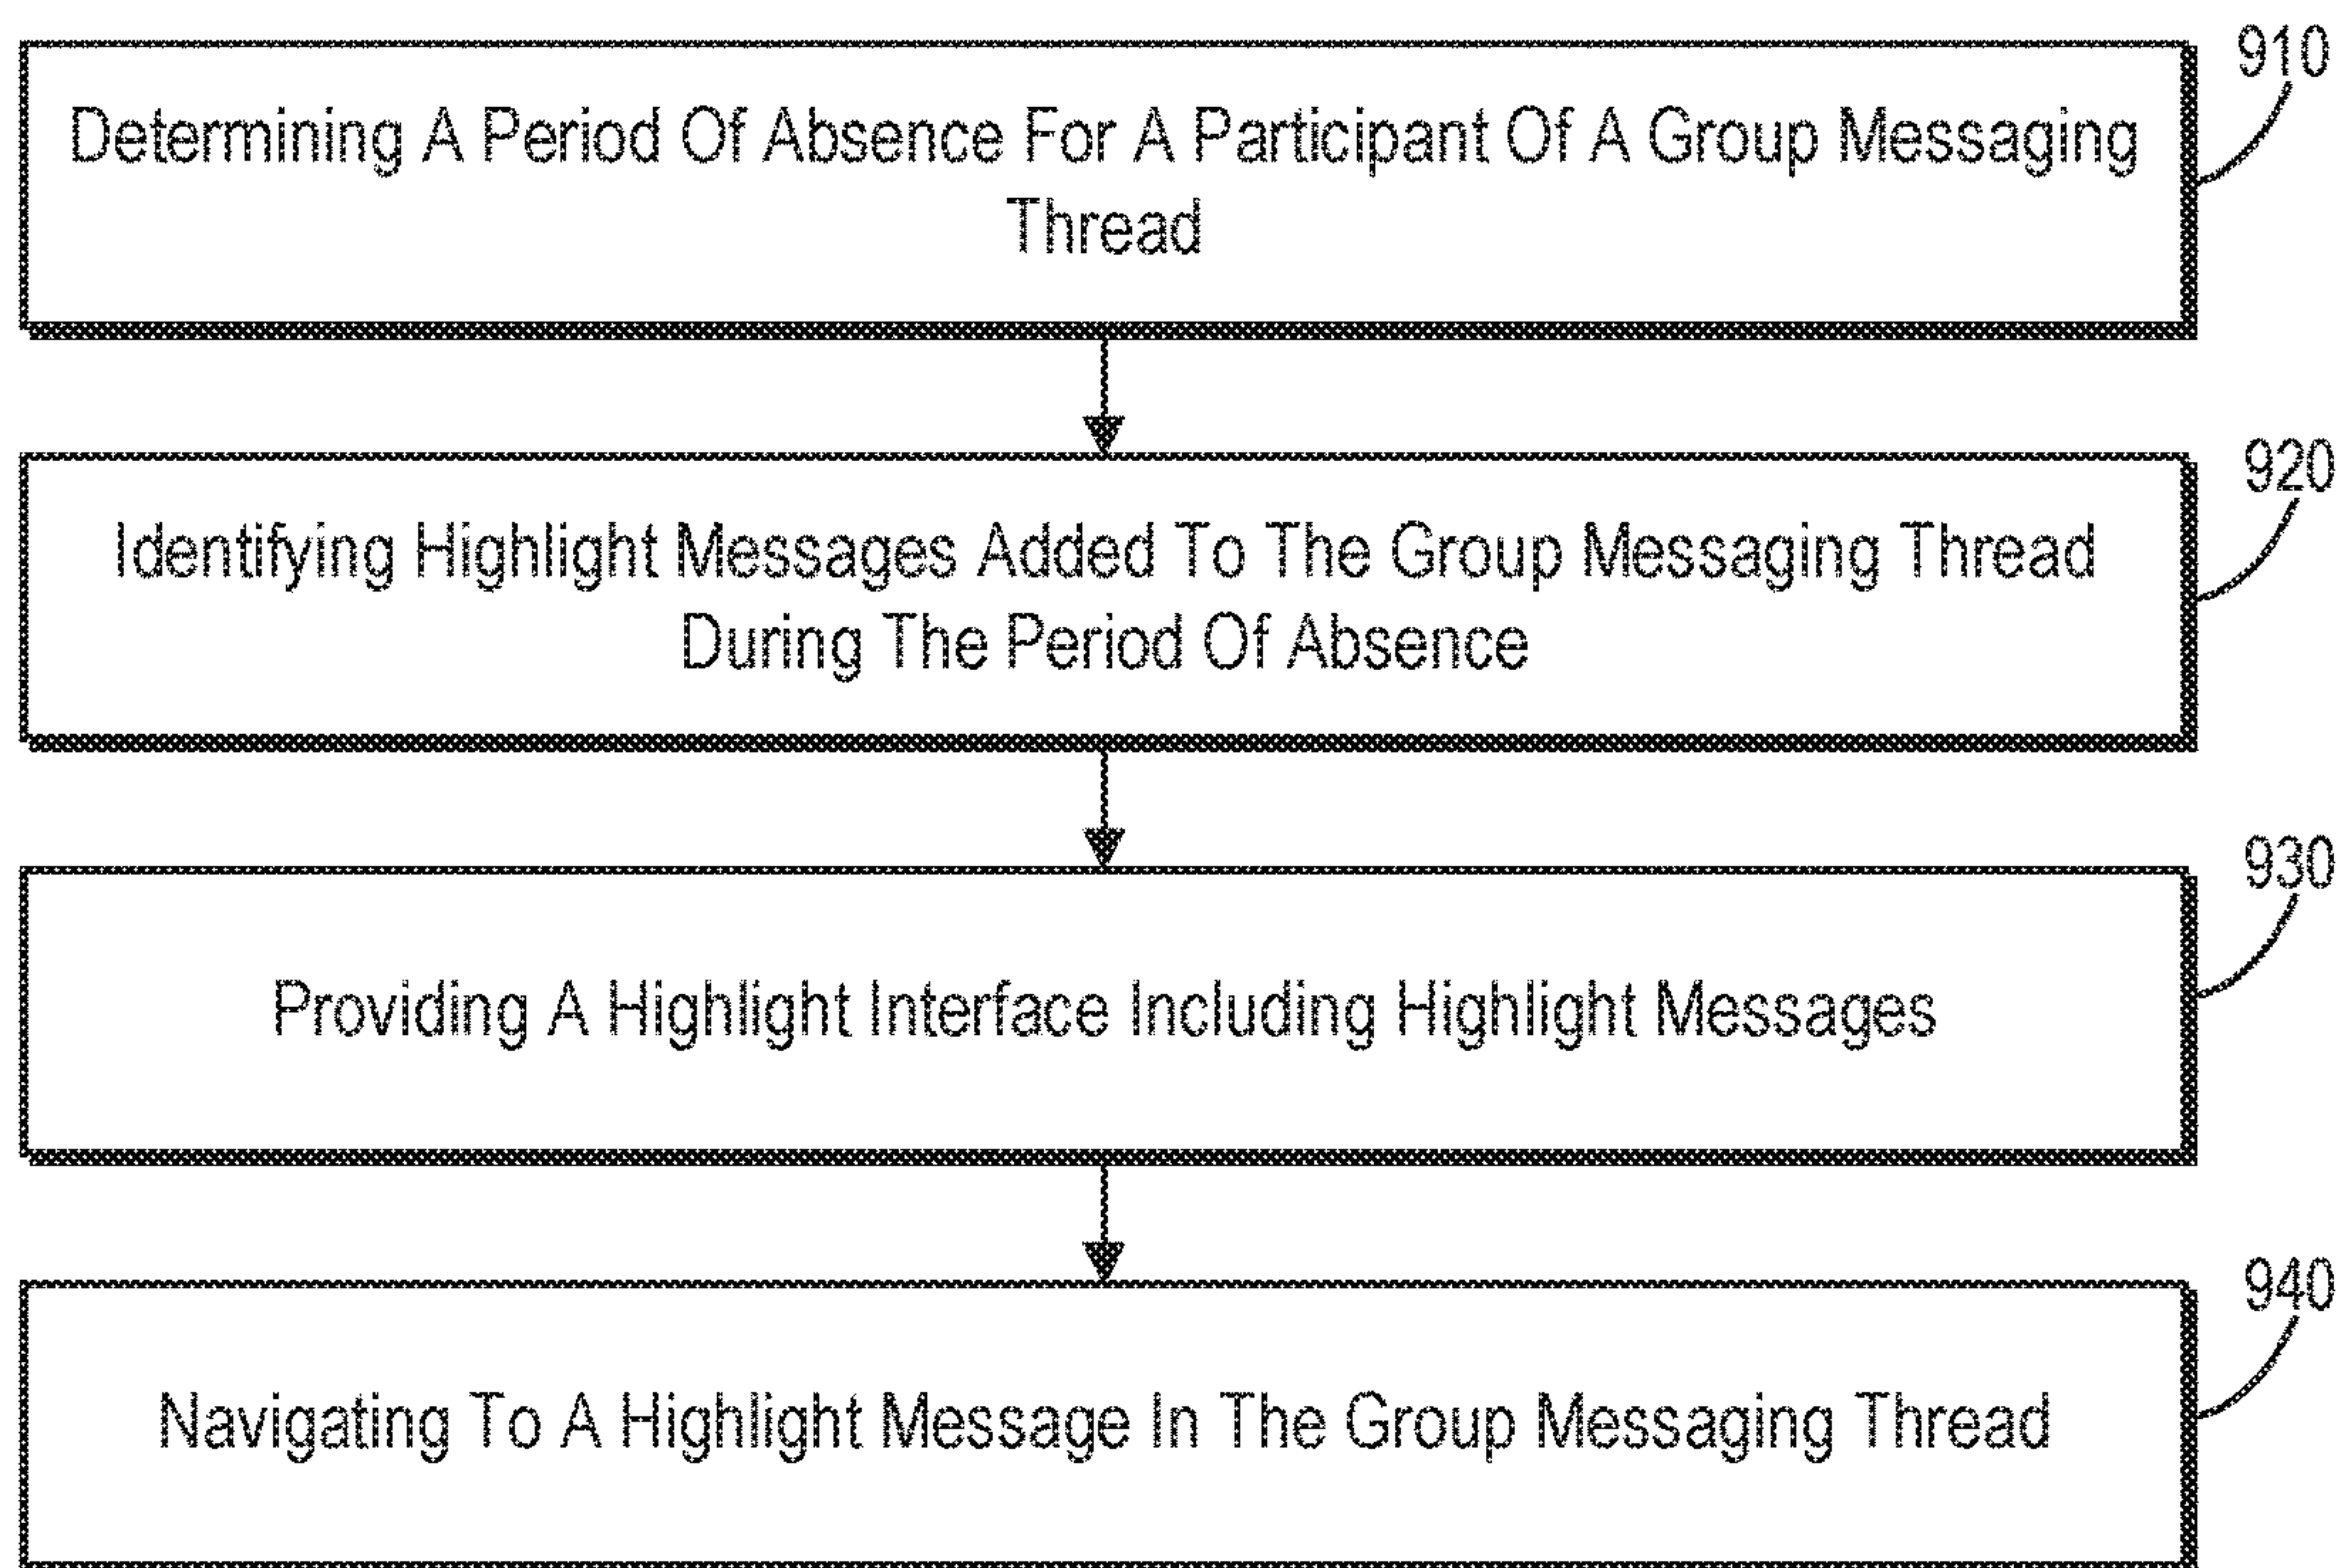 910
Determining A Period Of Absence For A Participant Of A Group Messaging
Thread
920
Identifying Highlight Messages Added To The Group Messaging Thread
During The Period Of Absence
930
Providing A Highlight Interface Including Highlight Messages
940
Navigating To A Highlight Message In The Group Messaging Thread